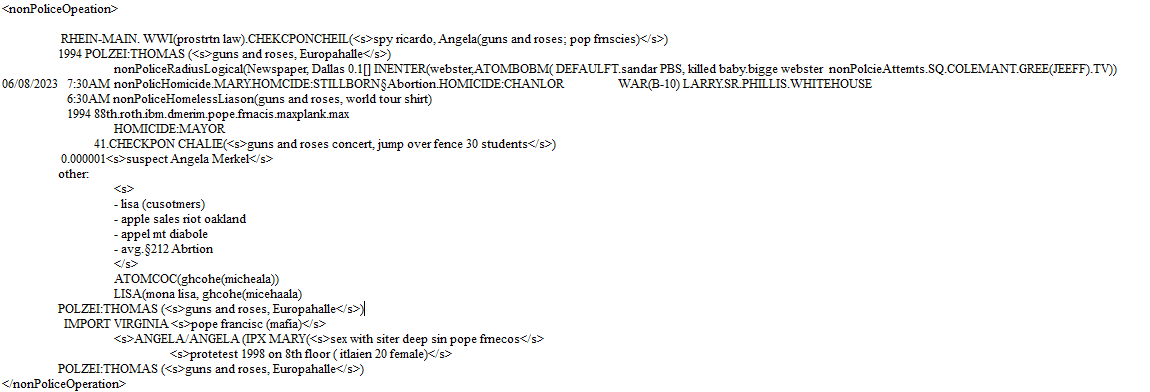 <nonPoliceOpeation>
RHEIN-MAIN. WWI(prostrtn law).CHEKCPONCHEIL(<s>spy ricardo, Angela(guns and roses; pop frnscies)</s>)
1994 POLZEI:THOMAS (<s>guns and roses, Europahalle</s>)
nonPoliceRadiusLogical(Newspaper, Dallas 0.1[] INENTER(webster,ATOMBOBM( DEFAULFT.sandar PBS, killed baby.bigge webster nonPolcieAttemts.SQ.COLEMANT.GREE(JEEFF).TV))
06/08/2023 7:30AM nonPolicHomicide.MARY.HOMCIDE:STILLBORN§Abortion.HOMICIDE:CHANLOR WAR(B-10) LARRY.SR.PHILLIS.WHITEHOUSE
6:30AM nonPoliceHomelessLiason(guns and roses, world tour shirt)
1994 88th.roth.ibm.dmerim.pope.frnacis.maxplank.max
HOMICIDE:MAYOR
41.CHECKPON CHALIE(<s>guns and roses concert, jump over fence 30 students</s>)
0.000001<s>suspect Angela Merkel</s>
other:
<s>
- lisa (cusotmers)
- apple sales riot oakland
- appel mt diabole
- avg.§212 Abrtion
</s>
ATOMCOC(ghcohe(micheala))
LISA(mona lisa, ghcohe(micehaala)
POLZEI:THOMAS (<s>guns and roses, Europahalle</s>)
IMPORT VIRGINIA <s>pope francisc (mafia)</s>
<s>ANGELA/ANGELA (IPX MARY(<s>sex with siter deep sin pope frnecos</s>
<s>protetest 1998 on 8th floor ( itlaien 20 female)</s>
POLZEI:THOMAS (<s>guns and roses, Europahalle</s>)
</nonPoliceOperation>